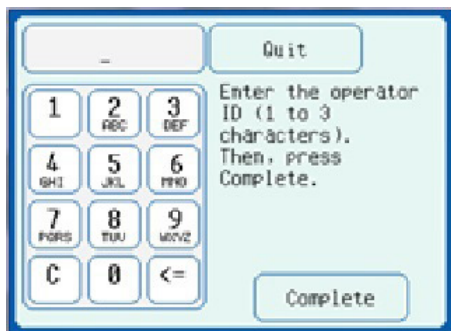 _
Quit
1
2
ABC
3
DEF
4
GHI
5
JKL
6
MNO
7
PQRS
8
TUV
9
WXYZ
C
0
<=
Enter the operator
ID (1 to 3
characters).
Then, press
Complete.
Complete